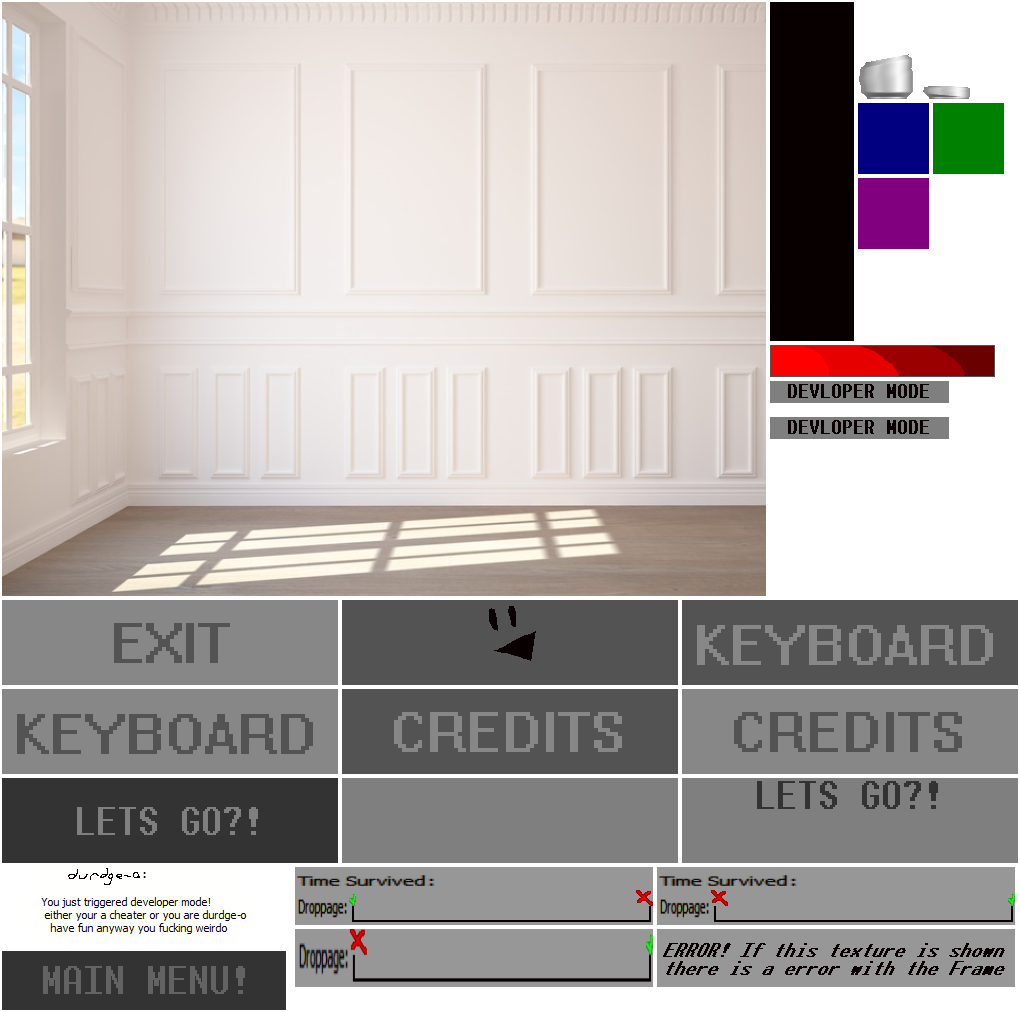 DEVLOPER MODE
DEVLOPER MODE
EXIT
KEYBOARD
KEYBOARD
CREDITS
CREDITS
LETS GO?!
LETS GO?!
durdge-a:
You just triggered developer mode!
either your a cheater or you are durdge-o
have fun anyway you fucking weirdo
MAIN MENU!
Time Survived:
Droppage:
Time Survived:
Droppage:
Droppage:
ERROR! If this texture is shown
there is a error with the Frame